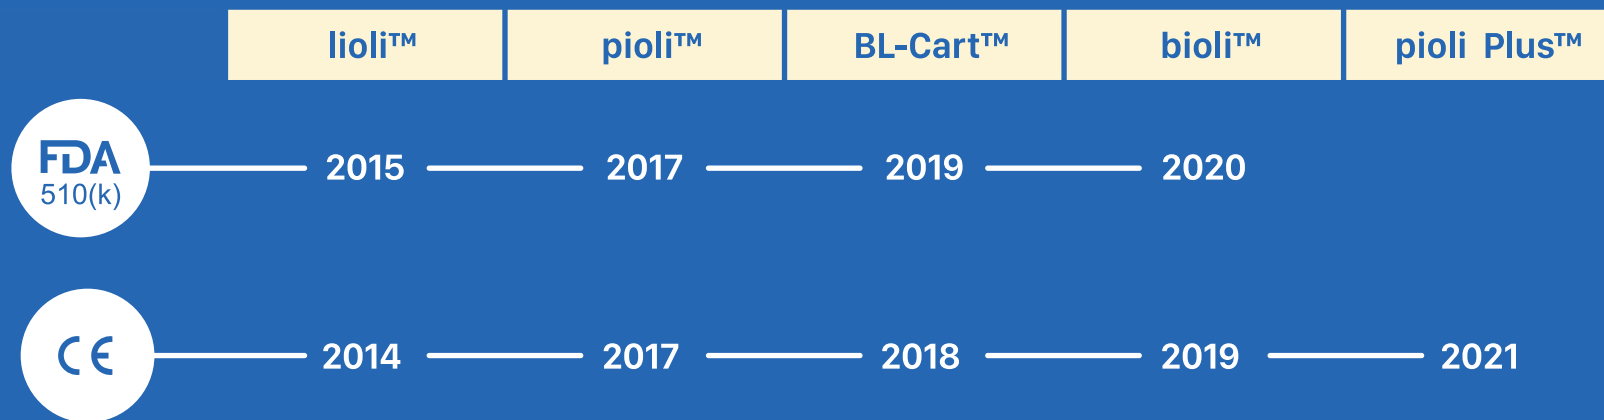 lioli™ pioli™ BL-Cart™ bioli™ pioli Plus™
FDA
510(k)
2015 2017 2019 2020
CE
2014 2017 2018 2019 2021